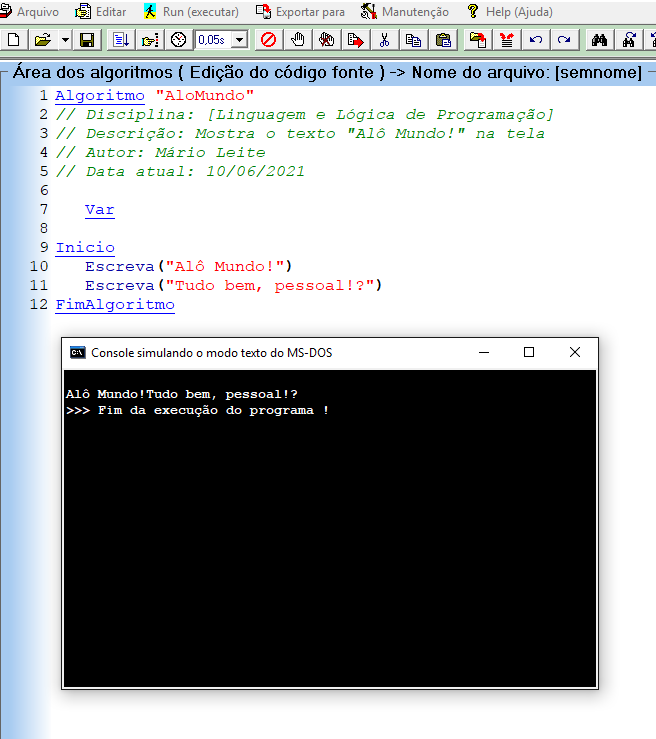 Arquivo Editar Run (executar) Exportar para Manutenção Help (Ajuda)
0,05s
Área dos algoritmos ( Edição do código fonte ) -> Nome do arquivo: [semnome]
1 Algoritmo "AloMundo"
2 // Disciplina: [Linguagem e Lógica de Programação]
3 // Descrição: Mostra o texto "Alô Mundo!" na tela
4 // Autor: Mário Leite
5 // Data atual: 10/06/2021
6
7 Var
8
9 Inicio
10 Escreva("Alô Mundo!")
11 Escreva("Tudo bem, pessoal!?")
12 FimAlgoritmo
C:\ Console simulando o modo texto do MS-DOS
Alô Mundo!Tudo bem, pessoal!?
>>> Fim da execução do programa !